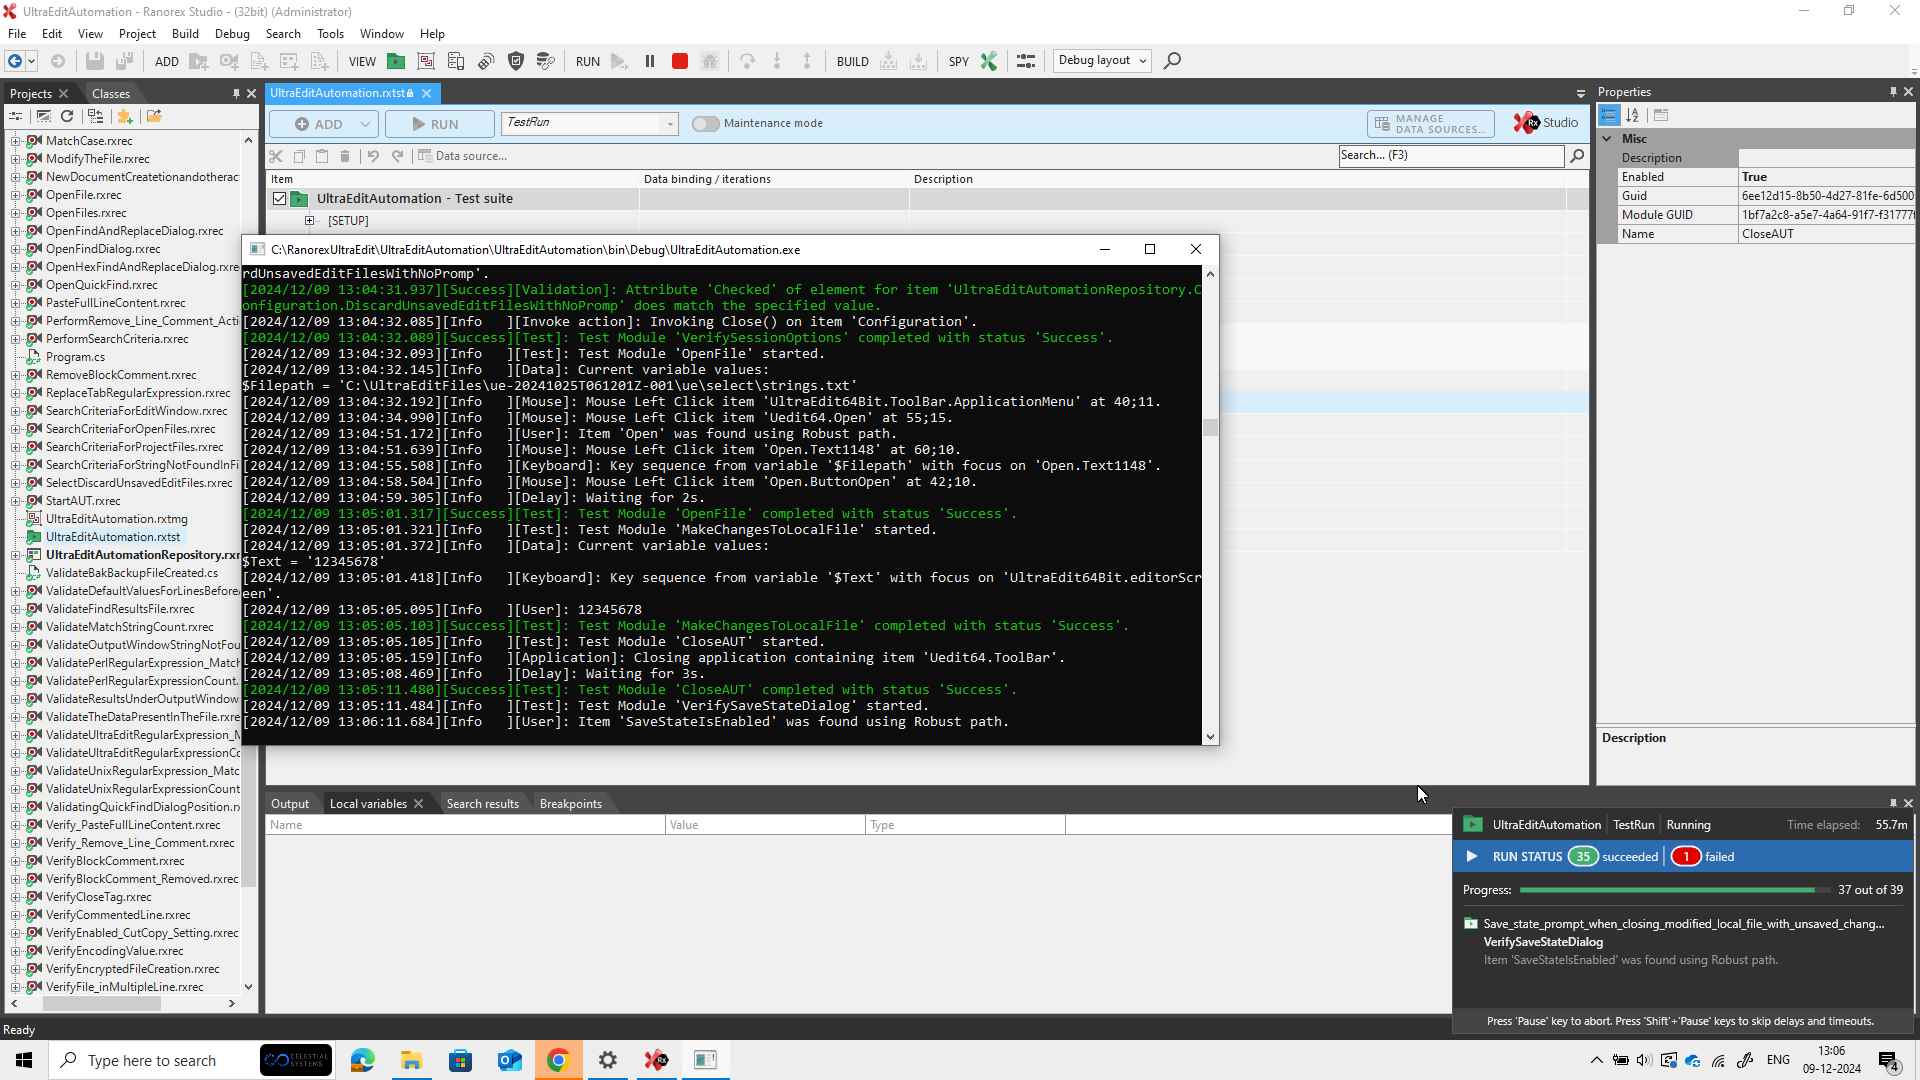 UltraEditAutomation - Ranorex Studio - (32bit) (Administrator)
File Edit View Project Build Debug Search Tools Window Help
ADD VIEW RUN BUILD SPY Debug layout
Projects Classes UltraEditAutomation.rxtst Properties
ADD RUN TestRun Maintenance mode MANAGE DATA SOURCES... Rx Studio
Data source... Search... (F3)
Item Data binding / iterations Description
UltraEditAutomation - Test suite
[SETUP]
MatchCase.rxrec
ModifyTheFile.rxrec
NewDocumentCreatetionandotherac
OpenFile.rxrec
OpenFiles.rxrec
OpenFindAndReplaceDialog.rxrec
OpenFindDialog.rxrec
OpenHexFindAndReplaceDialog.rxre
OpenQuickFind.rxrec
PasteFullLineContent.rxrec
PerformRemove_Line_Comment_Acti
PerformSearchCriteria.rxrec
Program.cs
RemoveBlockComment.rxrec
ReplaceTabRegularExpression.rxrec
SearchCriteriaForEditWindow.rxrec
SearchCriteriaForOpenFiles.rxrec
SearchCriteriaForProjectFiles.rxrec
SearchCriteriaForStringNotFoundInFi
SelectDiscardUnsavedEditFiles.rxrec
StartAUT.rxrec
UltraEditAutomation.rxtmg
UltraEditAutomation.rxtst
UltraEditAutomationRepository.rxr
ValidateBakBackupFileCreated.cs
ValidateDefaultValuesForLinesBefore
ValidateFindResultsFile.rxrec
ValidateMatchStringCount.rxrec
ValidateOutputWindowStringNotFou
ValidatePerlRegularExpression_Match
ValidatePerlRegularExpressionCount.
ValidateResultsUnderOutputWindow
ValidateTheDataPresentInTheFile.rxre
ValidateUltraEditRegularExpression_M
ValidateUltraEditRegularExpressionCo
ValidateUnixRegularExpression_Matc
ValidateUnixRegularExpressionCount
ValidatingQuickFindDialogPosition.rx
Verify_PasteFullLineContent.rxrec
Verify_Remove_Line_Comment.rxrec
VerifyBlockComment.rxrec
VerifyBlockComment_Removed.rxrec
VerifyCloseTag.rxrec
VerifyCommentedLine.rxrec
VerifyEnabled_CutCopy_Setting.rxrec
VerifyEncodingValue.rxrec
VerifyEncryptedFileCreation.rxrec
VerifyFile_inMultipleLine.rxrec
C:\RanorexUltraEdit\UltraEditAutomation\UltraEditAutomation\bin\Debug\UltraEditAutomation.exe
rdUnsavedEditFilesWithNoPromp'.
[2024/12/09 13:04:31.937][Success][Validation]: Attribute 'Checked' of element for item 'UltraEditAutomationRepository.C
onfiguration.DiscardUnsavedEditFilesWithNoPromp' does match the specified value.
[2024/12/09 13:04:32.085][Info   ][Invoke action]: Invoking Close() on item 'Configuration'.
[2024/12/09 13:04:32.089][Success][Test]: Test Module 'VerifySessionOptions' completed with status 'Success'.
[2024/12/09 13:04:32.093][Info   ][Test]: Test Module 'OpenFile' started.
[2024/12/09 13:04:32.145][Info   ][Data]: Current variable values:
$Filepath = 'C:\UltraEditFiles\ue-20241025T061201Z-001\ue\select\strings.txt'
[2024/12/09 13:04:32.192][Info   ][Mouse]: Mouse Left Click item 'UltraEdit64Bit.ToolBar.ApplicationMenu' at 40;11.
[2024/12/09 13:04:34.990][Info   ][Mouse]: Mouse Left Click item 'Uedit64.Open' at 55;15.
[2024/12/09 13:04:51.172][Info   ][User]: Item 'Open' was found using Robust path.
[2024/12/09 13:04:51.639][Info   ][Mouse]: Mouse Left Click item 'Open.Text1148' at 60;10.
[2024/12/09 13:04:55.508][Info   ][Keyboard]: Key sequence from variable '$Filepath' with focus on 'Open.Text1148'.
[2024/12/09 13:04:58.504][Info   ][Mouse]: Mouse Left Click item 'Open.ButtonOpen' at 42;10.
[2024/12/09 13:04:59.305][Info   ][Delay]: Waiting for 2s.
[2024/12/09 13:05:01.317][Success][Test]: Test Module 'OpenFile' completed with status 'Success'.
[2024/12/09 13:05:01.321][Info   ][Test]: Test Module 'MakeChangesToLocalFile' started.
[2024/12/09 13:05:01.372][Info   ][Data]: Current variable values:
$Text = '12345678'
[2024/12/09 13:05:01.418][Info   ][Keyboard]: Key sequence from variable '$Text' with focus on 'UltraEdit64Bit.editorScr
een'.
[2024/12/09 13:05:05.095][Info   ][User]: 12345678
[2024/12/09 13:05:05.103][Success][Test]: Test Module 'MakeChangesToLocalFile' completed with status 'Success'.
[2024/12/09 13:05:05.105][Info   ][Test]: Test Module 'CloseAUT' started.
[2024/12/09 13:05:05.159][Info   ][Application]: Closing application containing item 'Uedit64.ToolBar'.
[2024/12/09 13:05:08.469][Info   ][Delay]: Waiting for 3s.
[2024/12/09 13:05:11.480][Success][Test]: Test Module 'CloseAUT' completed with status 'Success'.
[2024/12/09 13:05:11.484][Info   ][Test]: Test Module 'VerifySaveStateDialog' started.
[2024/12/09 13:06:11.684][Info   ][User]: Item 'SaveStateIsEnabled' was found using Robust path.
Misc
Description
Enabled True
Guid 6ee12d15-8b50-4d27-81fe-6d500
Module GUID 1bf7a2c8-a5e7-4a64-91f7-f31777f
Name CloseAUT
Description
Output Local variables Search results Breakpoints
Name Value Type
UltraEditAutomation TestRun Running Time elapsed: 55.7m
RUN STATUS 35 succeeded 1 failed
Progress: 37 out of 39
Save_state_prompt_when_closing_modified_local_file_with_unsaved_chang...
VerifySaveStateDialog
Item 'SaveStateIsEnabled' was found using Robust path.
Press 'Pause' key to abort. Press 'Shift'+'Pause' keys to skip delays and timeouts.
Ready
Type here to search CELESTIAL SYSTEMS ENG 13:06
09-12-2024 4